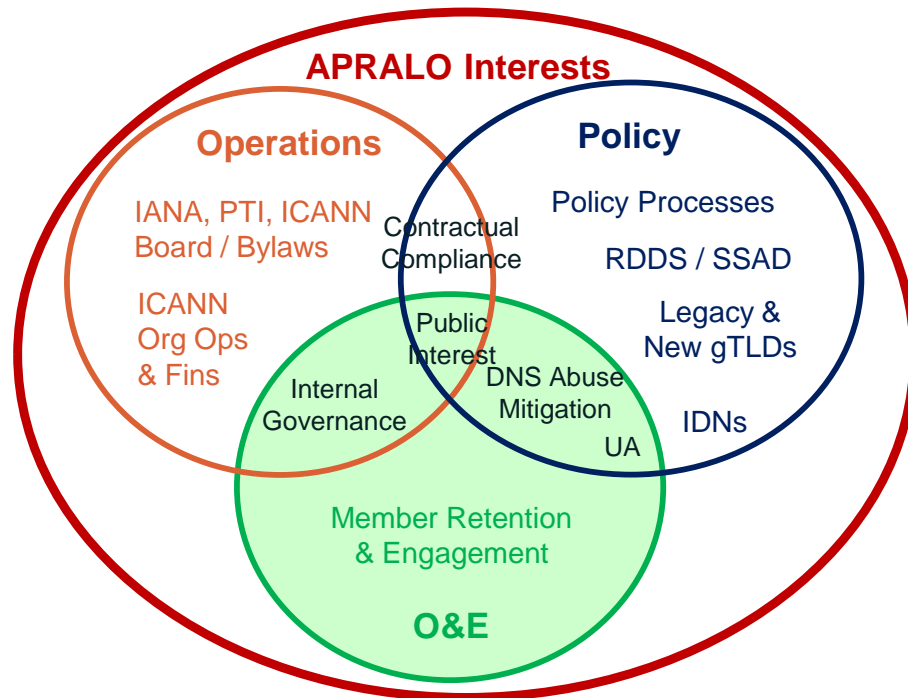 APRALO Interests
Operations
Policy
IANA, PTI, ICANN
Board / Bylaws
ICANN
Org Ops
& Fins
Contractual
Compliance
Policy Processes
RDDS / SSAD
Legacy &
New gTLDs
IDNs
Public
Interest
Internal
Governance
DNS Abuse
Mitigation
UA
Member Retention
& Engagement
O&E